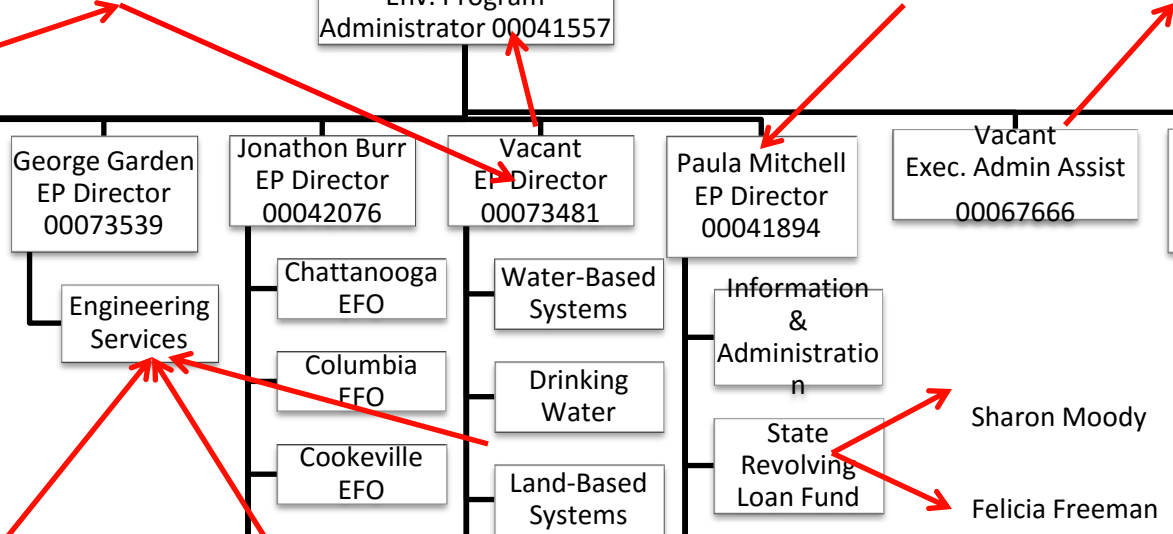 Env. Program
Administrator 00041557
George Garden
EP Director
00073539
Engineering
Services
Jonathon Burr
EP Director
00042076
Chattanooga
EFO
Columbia
EFO
Cookeville
EFO
Vacant
EP Director
00073481
Water-Based
Systems
Drinking
Water
Land-Based
Systems
Paula Mitchell
EP Director
00041894
Information
&
Administratio
n
State
Revolving
Loan Fund
Sharon Moody
Felicia Freeman
Vacant
Exec. Admin Assist
00067666